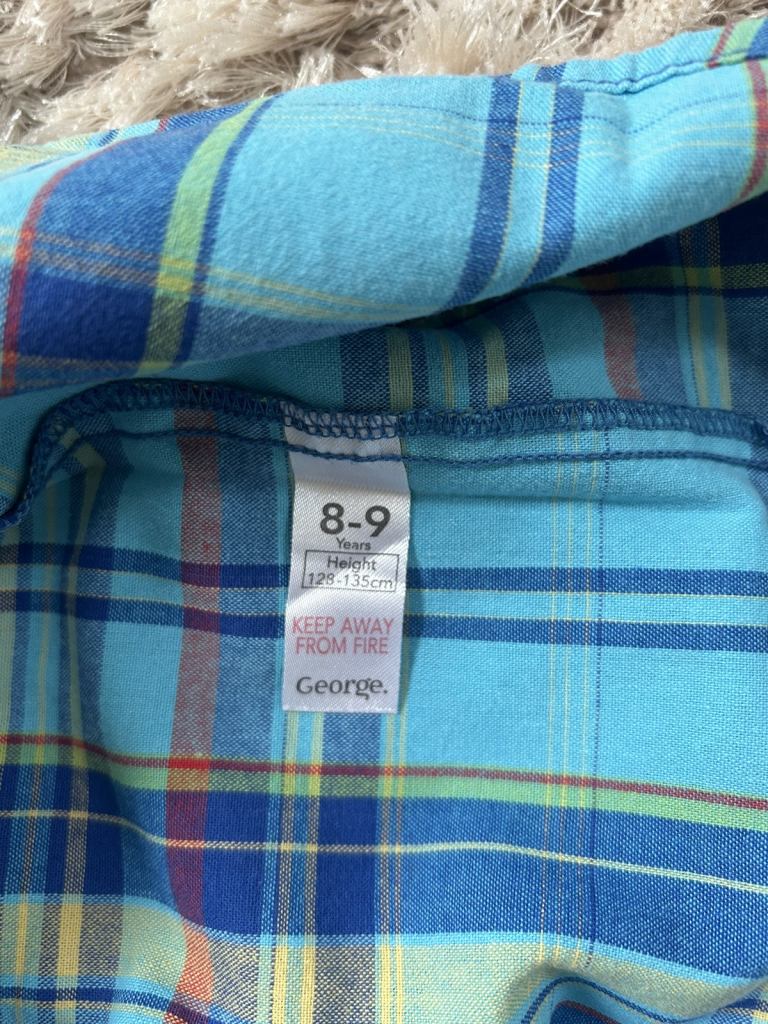 8-9
Years
Height
128-135cm
KEEP AWAY
FROM FIRE
George.